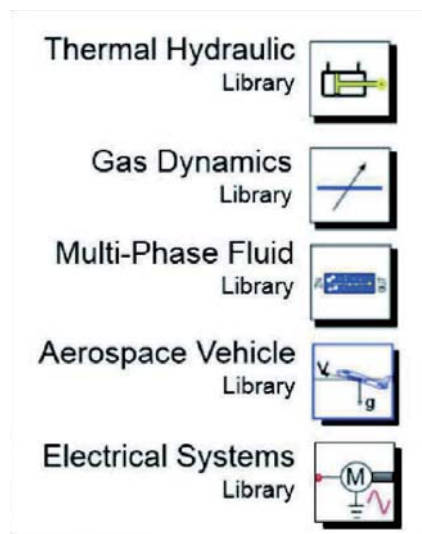 Thermal Hydraulic
Library
Gas Dynamics
Library
Multi-Phase Fluid
Library
Aerospace Vehicle
Library
V
g
Electrical Systems
Library
M